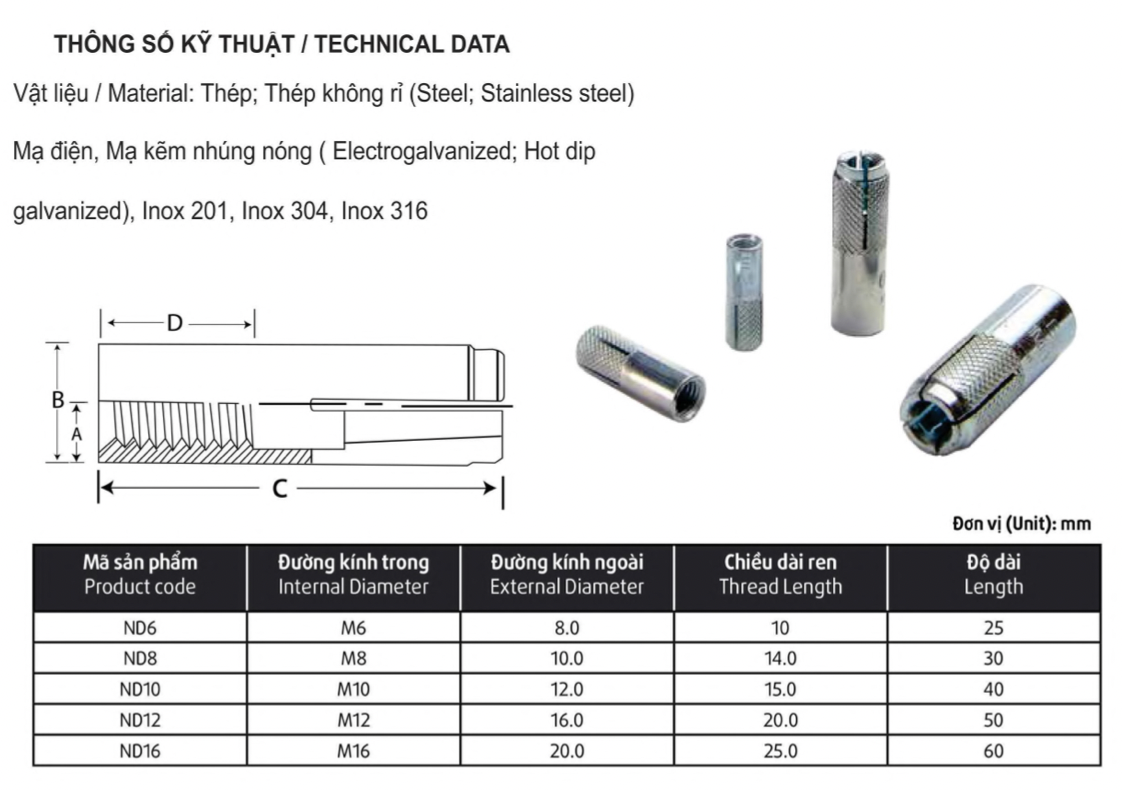 THÔNG SỐ KỸ THUẬT / TECHNICAL DATA
Vật liệu / Material: Thép; Thép không rỉ (Steel; Stainless steel)
Mạ điện, Mạ kẽm nhúng nóng ( Electrogalvanized; Hot dip
galvanized), Inox 201, Inox 304, Inox 316
D
B
A
C
Đơn vị (Unit): mm
Mã sản phẩm Đường kính trong Đường kính ngoài Chiều dài ren Độ dài
Product code Internal Diameter External Diameter Thread Length Length
ND6 M6 8.0 10 25
ND8 M8 10.0 14.0 30
ND10 M10 12.0 15.0 40
ND12 M12 16.0 20.0 50
ND16 M16 20.0 25.0 60